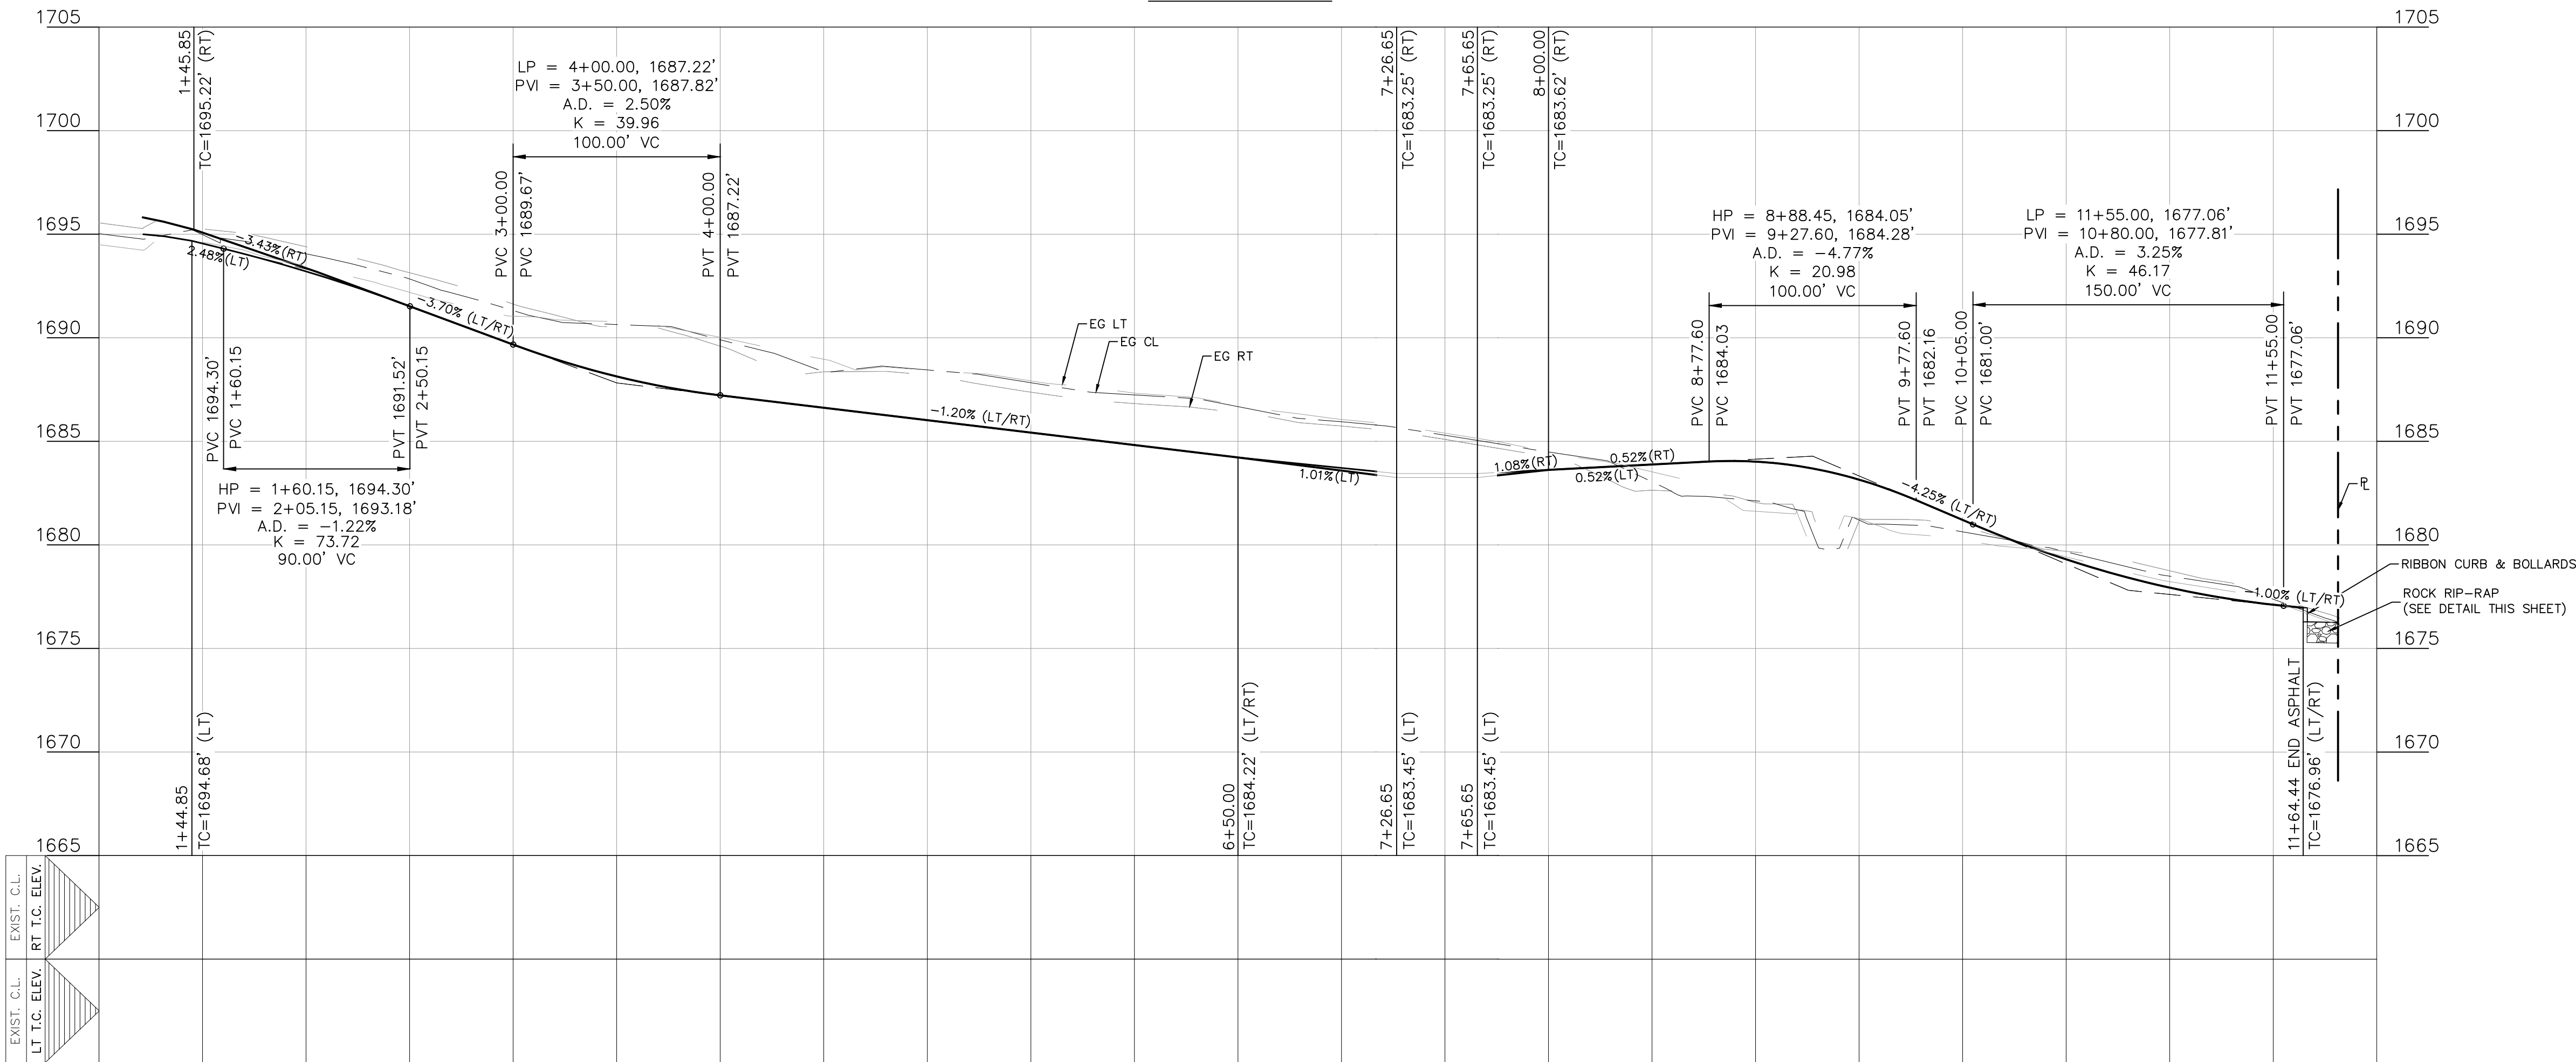 1705
1700
1695
1690
1685
1680
1675
1670
1665
1705
1700
1695
1690
1685
1680
1675
1670
1665
1+45.85
TC=1695.22' (RT)
LP = 4+00.00, 1687.22'
PVI = 3+50.00, 1687.82'
A.D. = 2.50%
K = 39.96
100.00' VC
PVC 3+00.00
PVC 1689.67'
PVT 4+00.00
PVT 1687.22'
7+26.65
TC=1683.25' (RT)
7+65.65
TC=1683.25' (RT)
8+00.00
TC=1683.62' (RT)
HP = 8+88.45, 1684.05'
PVI = 9+27.60, 1684.28'
A.D. = -4.77%
K = 20.98
100.00' VC
PVC 8+77.60
PVC 1684.03
PVT 9+77.60
PVT 1682.16
LP = 11+55.00, 1677.06'
PVI = 10+80.00, 1677.81'
A.D. = 3.25%
K = 46.17
150.00' VC
PVC 10+05.00
PVC 1681.00'
PVT 11+55.00
PVT 1677.06'
-3.43%(RT)
2.48%(LT)
-3.70% (LT/RT)
PVC 1694.30'
PVC 1+60.15
PVT 1691.52'
PVT 2+50.15
HP = 1+60.15, 1694.30'
PVI = 2+05.15, 1693.18'
A.D. = -1.22%
K = 73.72
90.00' VC
EG LT
EG CL
EG RT
-1.20% (LT/RT)
1.01%(LT)
1.08%(RT)
0.52%(RT)
0.52%(LT)
-4.25% (LT/RT)
-1.00% (LT/RT)
PL
RIBBON CURB & BOLLARDS
ROCK RIP-RAP
(SEE DETAIL THIS SHEET)
1+44.85
TC=1694.68' (LT)
6+50.00
TC=1684.22' (LT/RT)
7+26.65
TC=1683.45' (LT)
7+65.65
TC=1683.45' (LT)
11+64.44 END ASPHALT
TC=1676.96' (LT/RT)
EXIST. C.L.
RT T.C. ELEV.
EXIST. C.L.
LT T.C. ELEV.